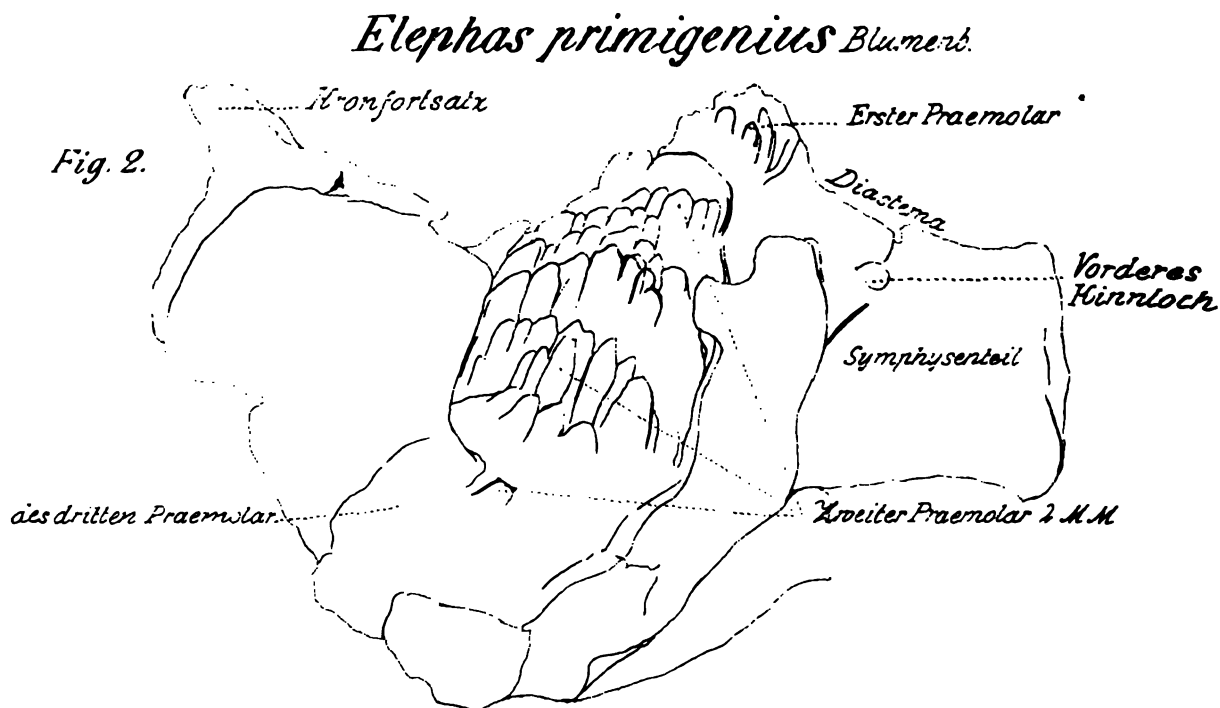 Elephas primigenius Blumenb.
Kronfortsatz
Erster Praemolar
Fig. 2.
Diastema
Vorderes
Kinnloch
Symphysenteil
des dritten Praemolar
Zweiter Praemolar 2 M M